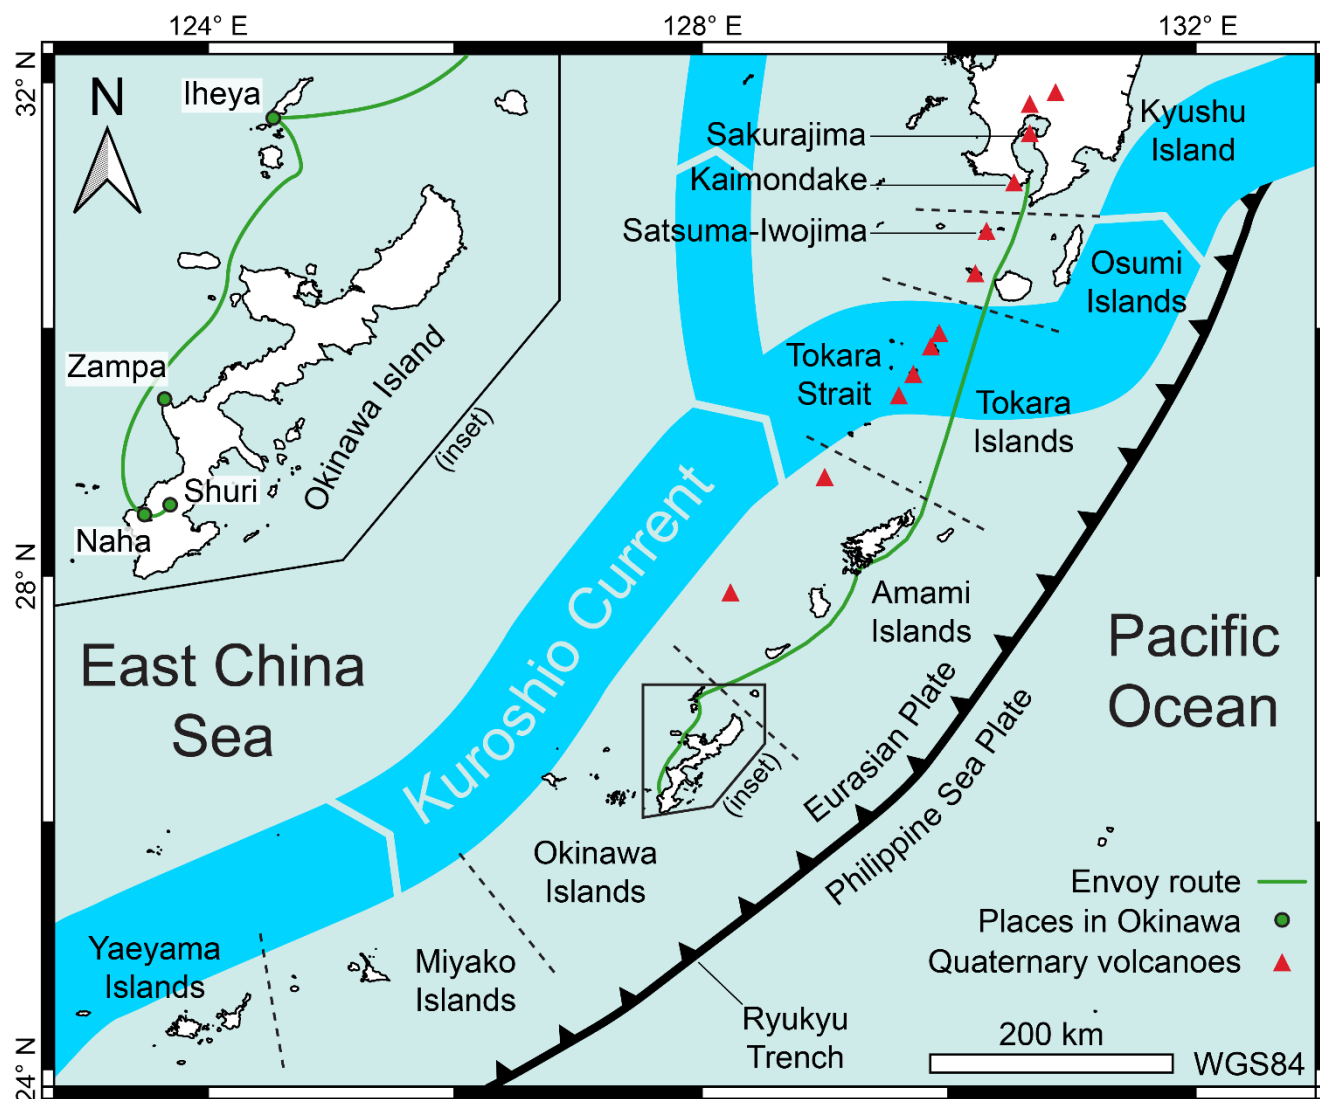 124° E
128° E
132° E
32° N
28° N
24° N
N
Iheya
Zampa
Shuri
Naha
Okinawa Island
(inset)
Sakurajima
Kaimondake
Satsuma-Iwojima
Kyushu
Island
Osumi
Islands
Tokara
Strait
Tokara
Islands
Amami
Islands
East China
Sea
Kuroshio Current
Pacific
Ocean
(inset)
Eurasian Plate
Philippine Sea Plate
Okinawa
Islands
Miyako
Islands
Yaeyama
Islands
Ryukyu
Trench
Envoy route
Places in Okinawa
Quaternary volcanoes
200 km
WGS84